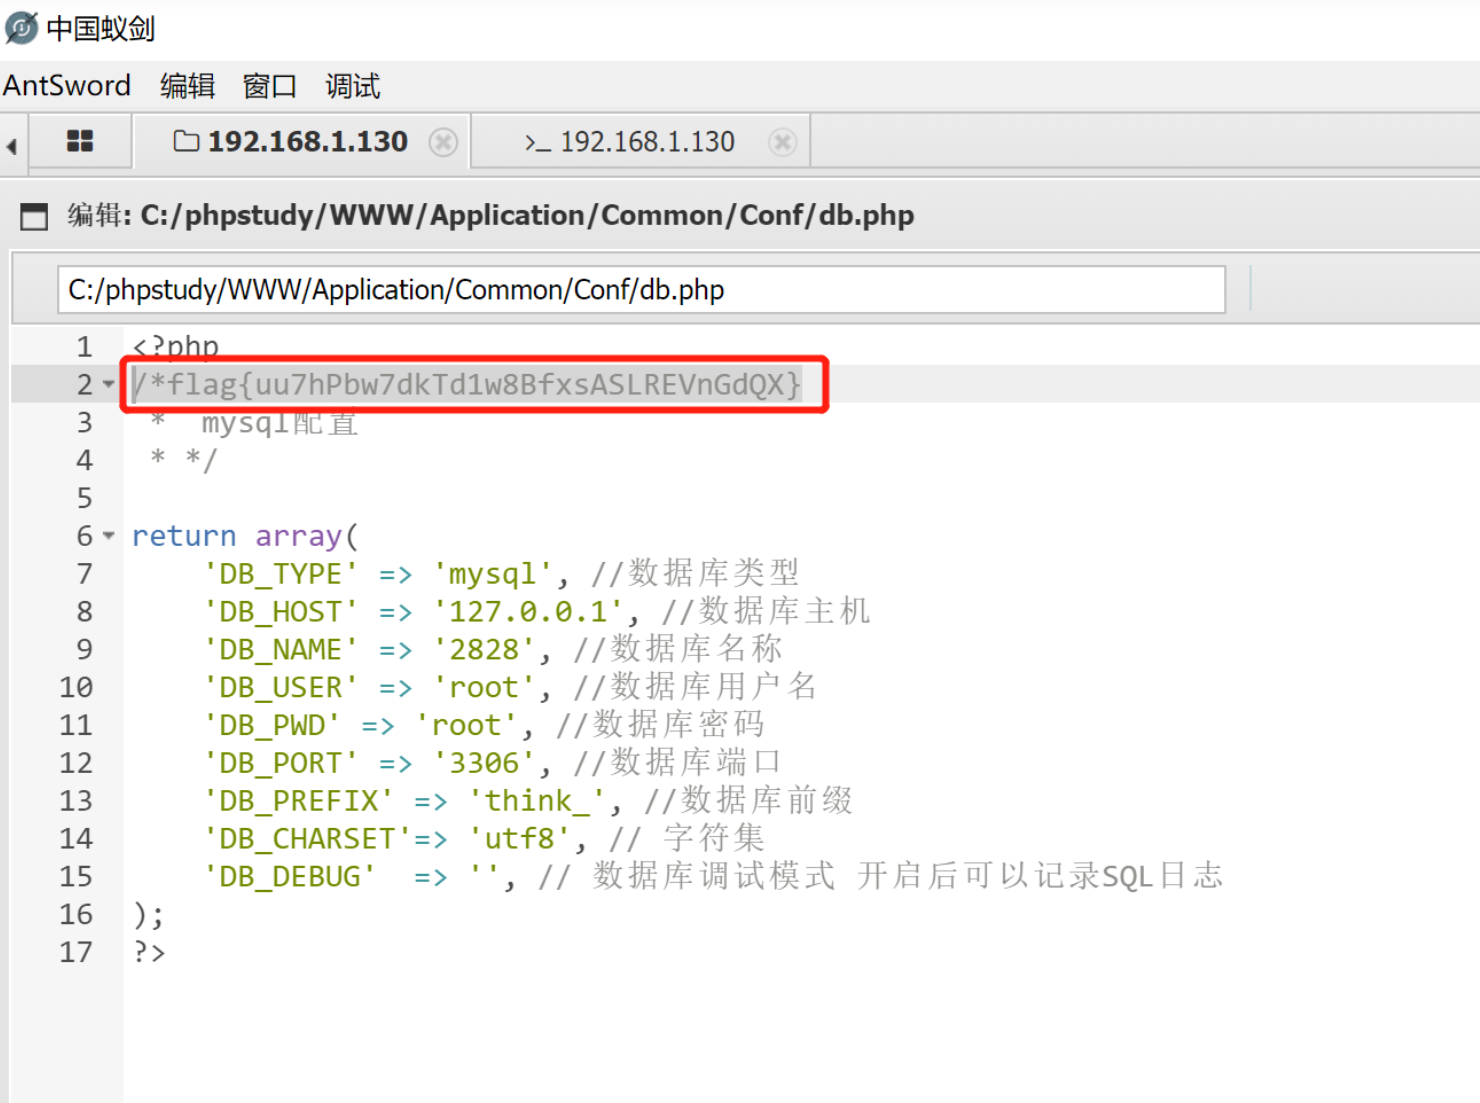 中国蚁剑
AntSword 编辑 窗口 调试
192.168.1.130 >_ 192.168.1.130
编辑: C:/phpstudy/WWW/Application/Common/Conf/db.php
C:/phpstudy/WWW/Application/Common/Conf/db.php
1 <?php
2 /*flag{uu7hPbw7dkTd1w8BfxsASLREVnGdQX}
3 * mysql配置
4 * */
5
6 return array(
7 'DB_TYPE' => 'mysql', //数据库类型
8 'DB_HOST' => '127.0.0.1', //数据库主机
9 'DB_NAME' => '2828', //数据库名称
10 'DB_USER' => 'root', //数据库用户名
11 'DB_PWD' => 'root', //数据库密码
12 'DB_PORT' => '3306', //数据库端口
13 'DB_PREFIX' => 'think_', //数据库前缀
14 'DB_CHARSET'=> 'utf8', // 字符集
15 'DB_DEBUG'  => '', // 数据库调试模式 开启后可以记录SQL日志
16 );
17 ?>